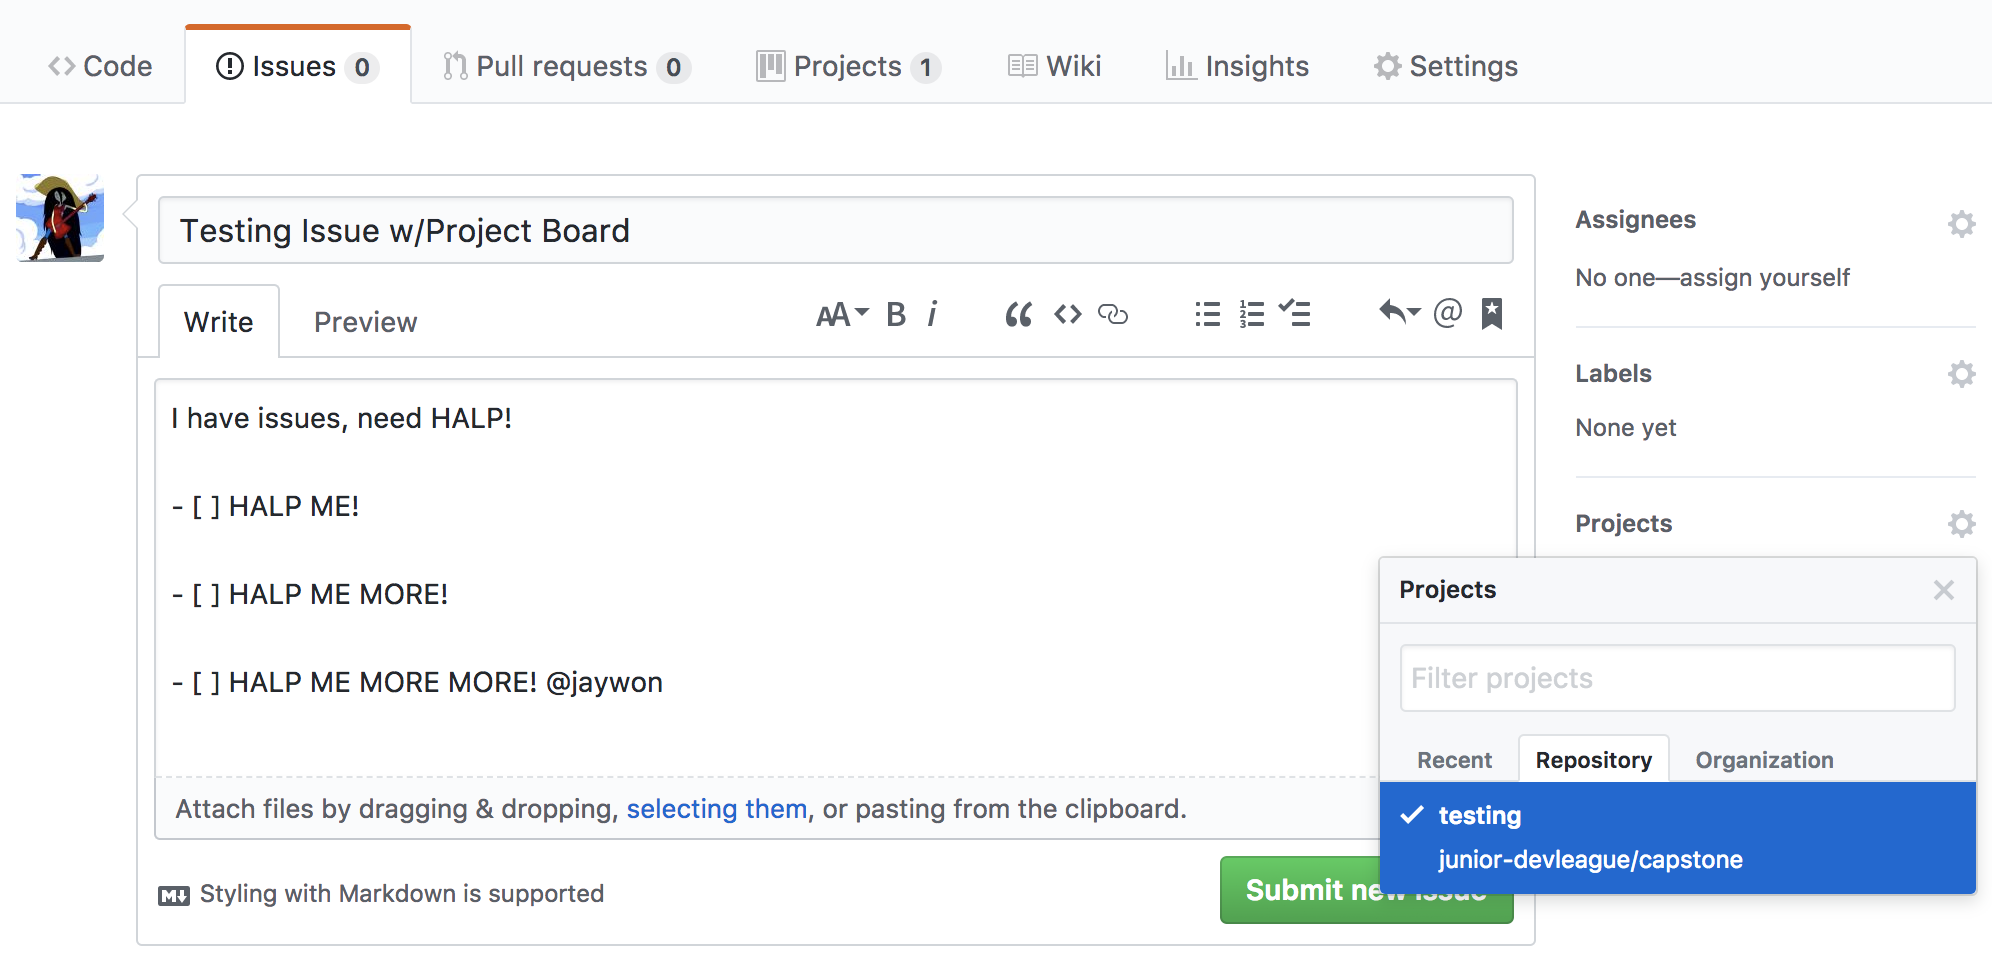 Code Issues 0 Pull requests 0 Projects 1 Wiki Insights Settings
Testing Issue w/Project Board
Write Preview AA B i
I have issues, need HALP!
- [ ] HALP ME!
- [ ] HALP ME MORE!
- [ ] HALP ME MORE MORE! @jaywon
Attach files by dragging & dropping, selecting them, or pasting from the clipboard.
Styling with Markdown is supported
Submit new issue
Assignees
No one—assign yourself
Labels
None yet
Projects
Projects
Filter projects
Recent Repository Organization
testing
junior-devleague/capstone